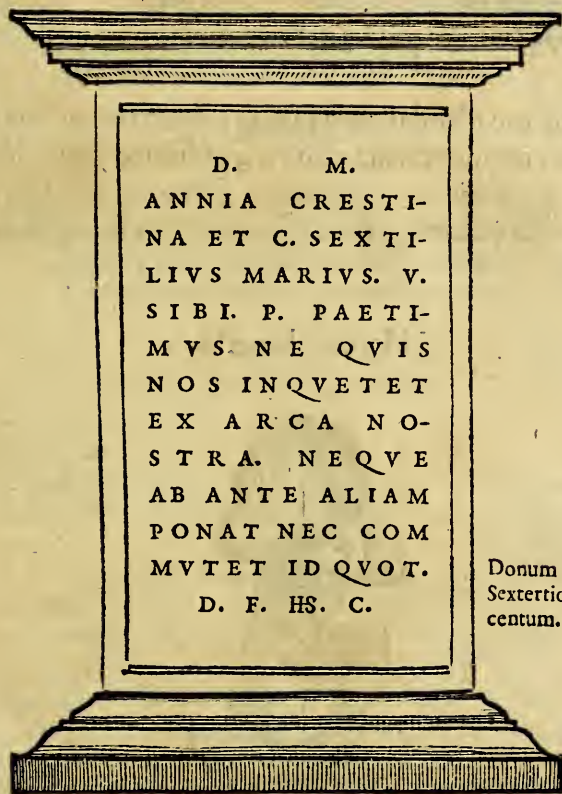 D. M.
ANNIA CRESTI-
NA ET C. SEXTI-
LIVS MARIVS. V.
SIBI. P. PAETI-
MVS NE QVIS
NOS INQVETET
EX ARCA NO-
STRA. NEQVE
AB ANTE ALIAM
PONAT NEC COM
MVTET ID QVOT.
D. F. HS. C.
Donum
Sextertio
centum.